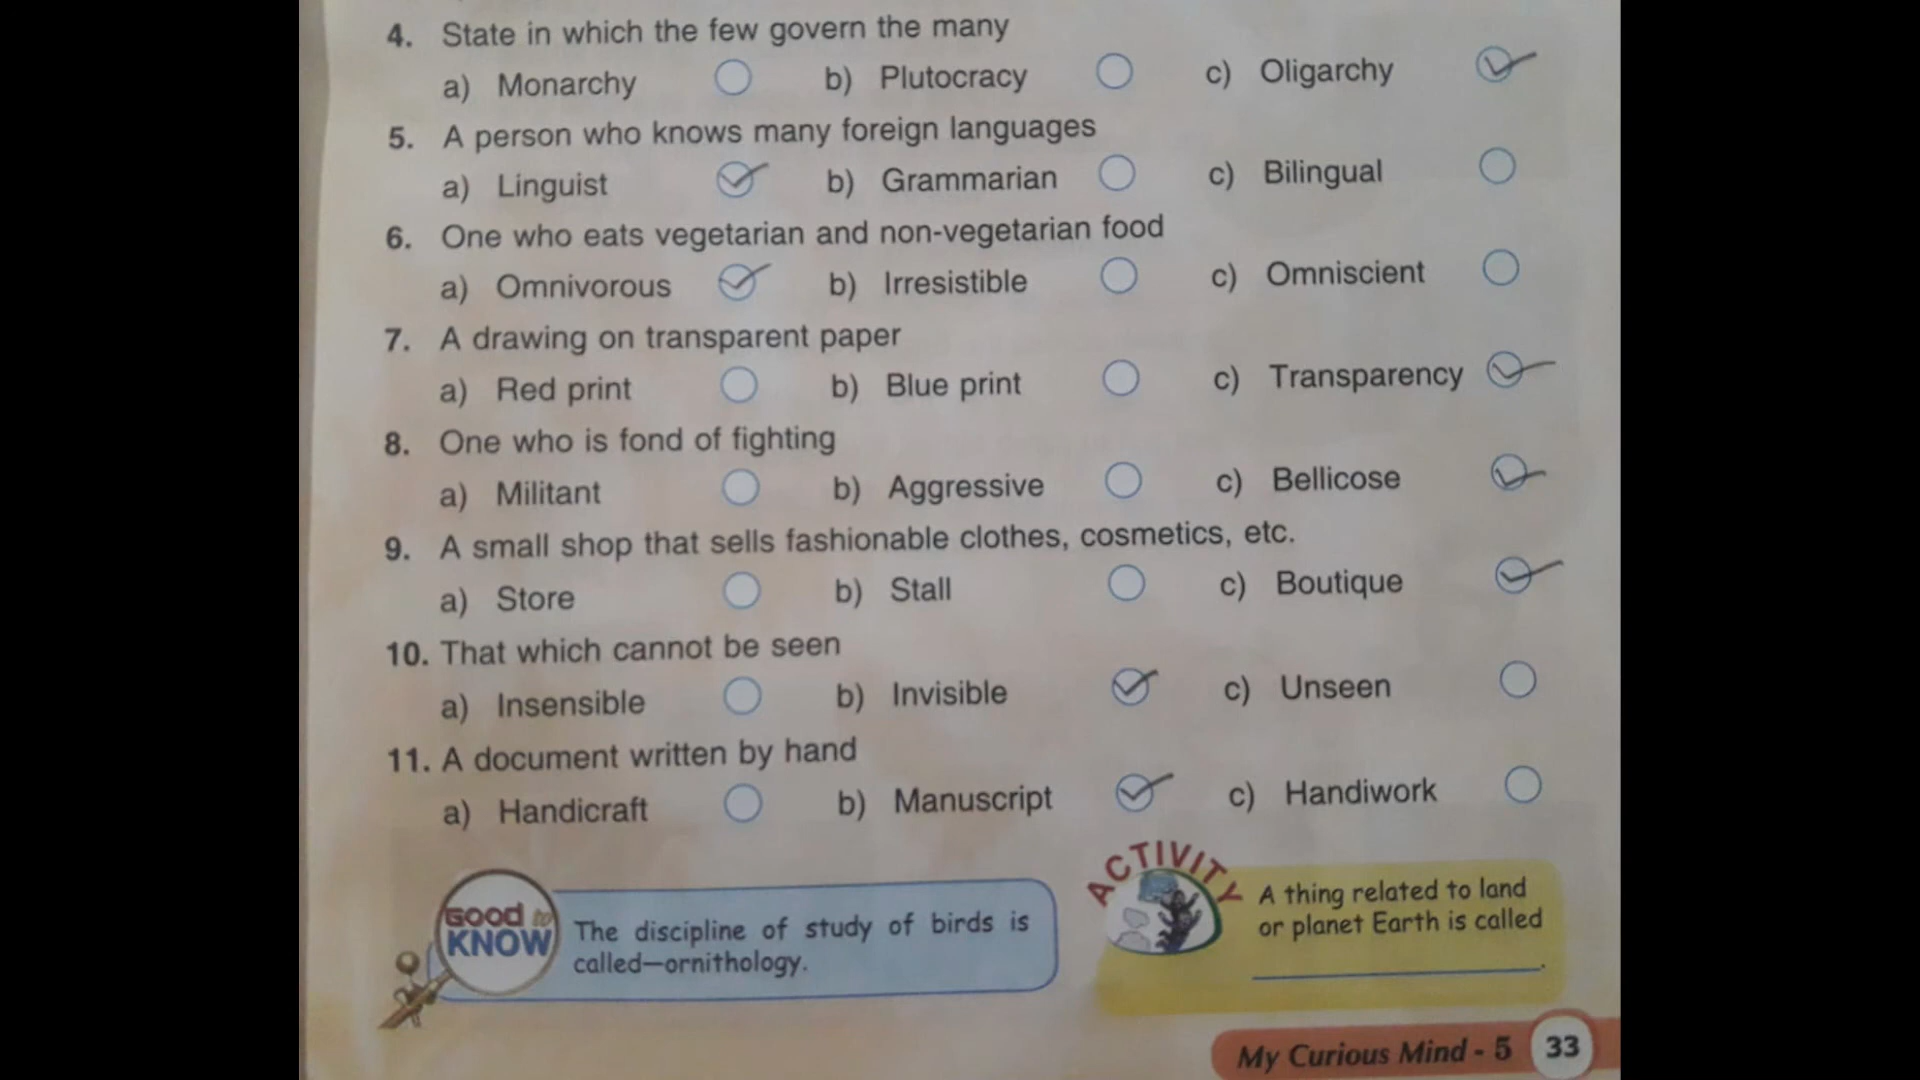 4. State in which the few govern the many
a) Monarchy b) Plutocracy c) Oligarchy
5. A person who knows many foreign languages
a) Linguist b) Grammarian c) Bilingual
6. One who eats vegetarian and non-vegetarian food
a) Omnivorous b) Irresistible c) Omniscient
7. A drawing on transparent paper
a) Red print b) Blue print c) Transparency
8. One who is fond of fighting
a) Militant b) Aggressive c) Bellicose
9. A small shop that sells fashionable clothes, cosmetics, etc.
a) Store b) Stall c) Boutique
10. That which cannot be seen
a) Insensible b) Invisible c) Unseen
11. A document written by hand
a) Handicraft b) Manuscript c) Handiwork
GOOD to
KNOW
The discipline of study of birds is
called—ornithology.
ACTIVITY
A thing related to land
or planet Earth is called
.
My Curious Mind - 5 33